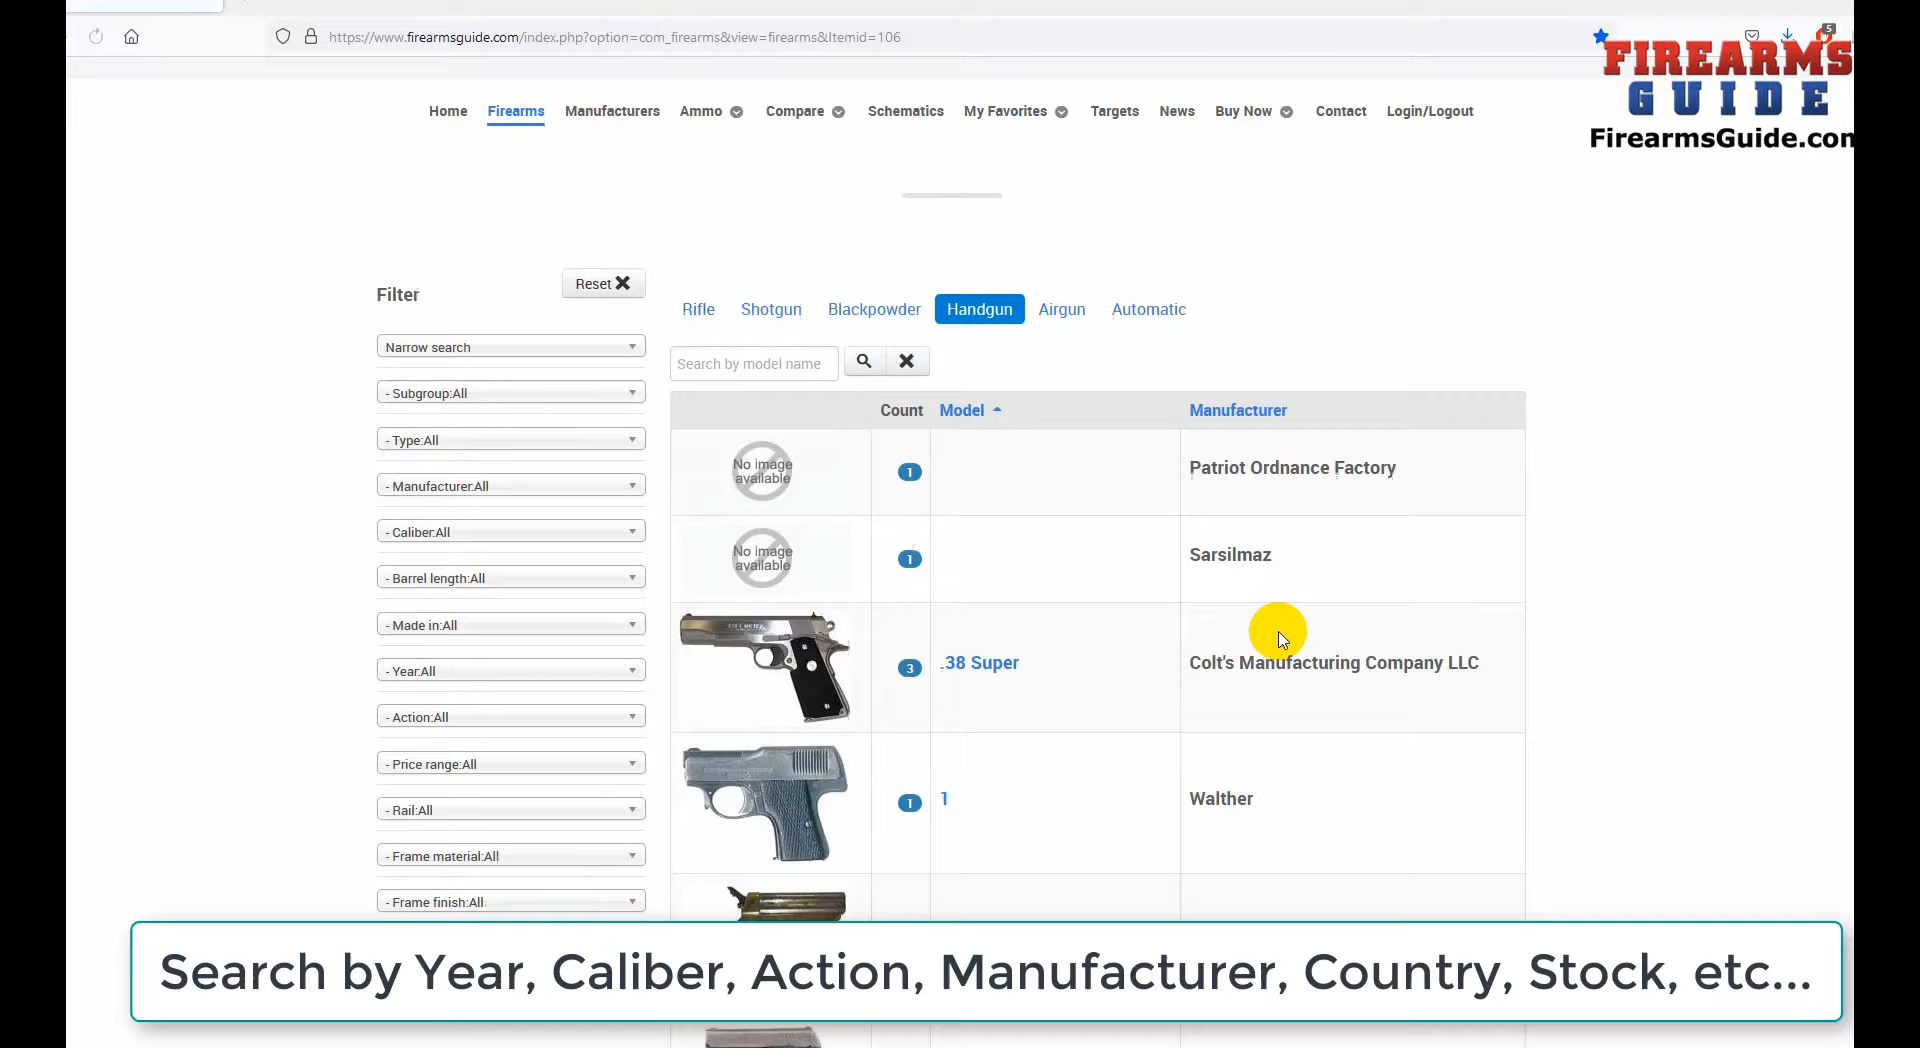 https://www.firearmsguide.com/index.php?option=com_firearms&view=firearms&Itemid=106
5
FIREARMS
GUIDE
FirearmsGuide.com
Home Firearms Manufacturers Ammo Compare Schematics My Favorites Targets News Buy Now Contact Login/Logout
Filter
Reset
Rifle Shotgun Blackpowder Handgun Airgun Automatic
Narrow search
Search by model name
- Subgroup:All
- Type:All
- Manufacturer:All
- Caliber:All
- Barrel length:All
- Made in:All
- Year:All
- Action:All
- Price range:All
- Rail:All
- Frame material:All
- Frame finish:All
Count Model Manufacturer
No image available 1 Patriot Ordnance Factory
No image available 1 Sarsilmaz
3 .38 Super Colt's Manufacturing Company LLC
1 1 Walther
Search by Year, Caliber, Action, Manufacturer, Country, Stock, etc...